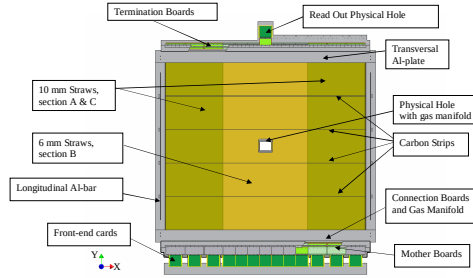 Termination Boards
Read Out Physical Hole
Transversal
Al-plate
10 mm Straws,
section A & C
Physical Hole
with gas manifold
6 mm Straws,
section B
Carbon Strips
Longitudinal Al-bar
Connection Boards
and Gas Manifold
Front-end cards
Mother Boards
Y
X